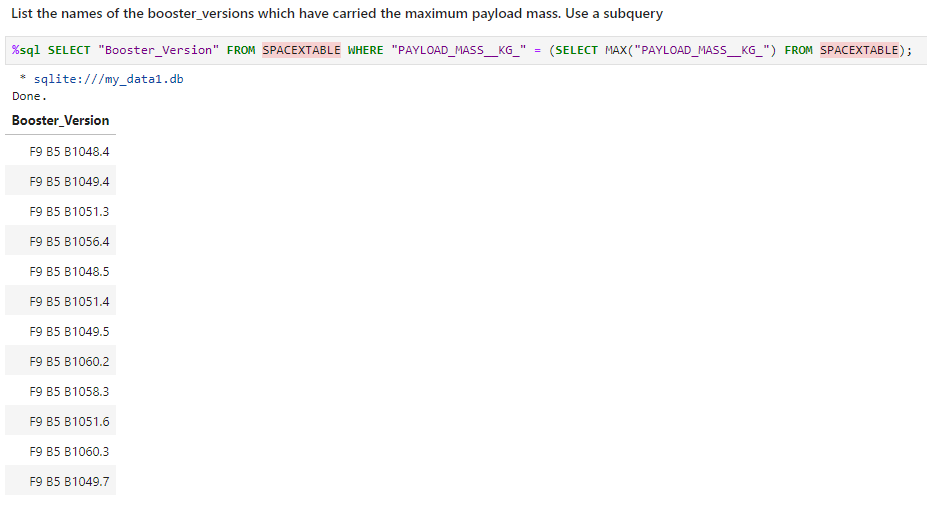 List the names of the booster_versions which have carried the maximum payload mass. Use a subquery
%sql SELECT "Booster_Version" FROM SPACEXTABLE WHERE "PAYLOAD_MASS__KG_" = (SELECT MAX("PAYLOAD_MASS__KG_") FROM SPACEXTABLE);
* sqlite:///my_data1.db
Done.
Booster_Version
F9 B5 B1048.4
F9 B5 B1049.4
F9 B5 B1051.3
F9 B5 B1056.4
F9 B5 B1048.5
F9 B5 B1051.4
F9 B5 B1049.5
F9 B5 B1060.2
F9 B5 B1058.3
F9 B5 B1051.6
F9 B5 B1060.3
F9 B5 B1049.7